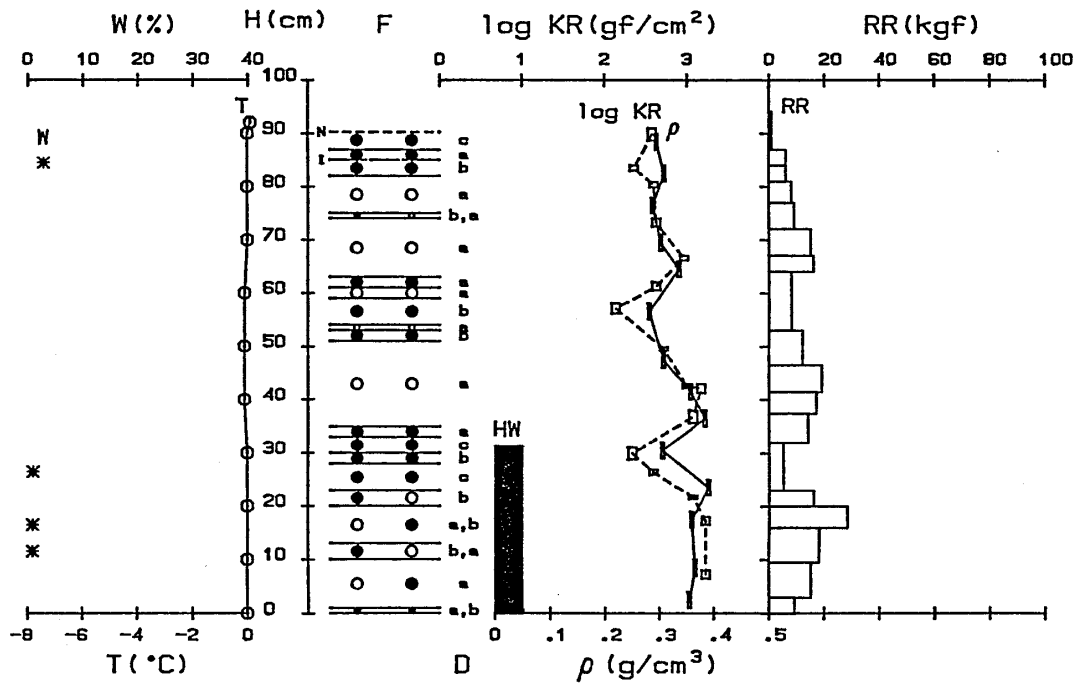 W(%) H(cm) F log KR(gf/cm²) RR(kgf)
0 20 40 0 1 2 3 0 20 40 60 80 100
100
T log KR RR
90 N c ρ
W a
I b
80
a
b,a
70
a
a
60 a
b
50 b
a
40
a HW
30 c
b
c
20 b
a,b
10 b,a
a
0 a,b
-8 -6 -4 -2 0 0 .1 .2 .3 .4 .5
T(°C) D ρ(g/cm³)